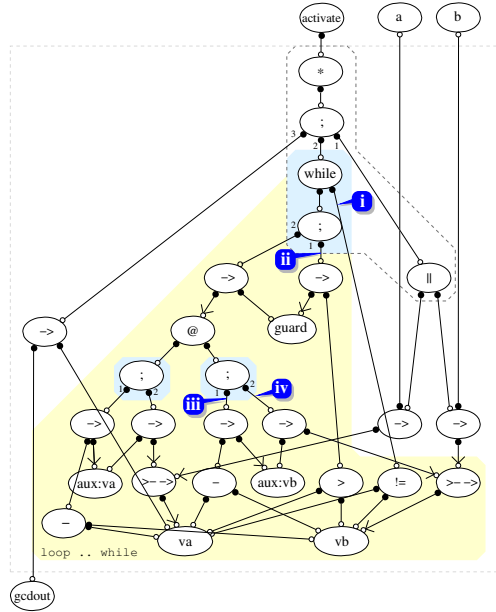 activate a b
*
;
3 2 1
while
i
2 ;
1
ii
-> -> ||
->
@ guard
; ;
1 2 1 2
iii iv
-> -> -> -> -> ->
aux:va >--> - aux:vb > != >-->
-
va vb
loop .. while
gcdout